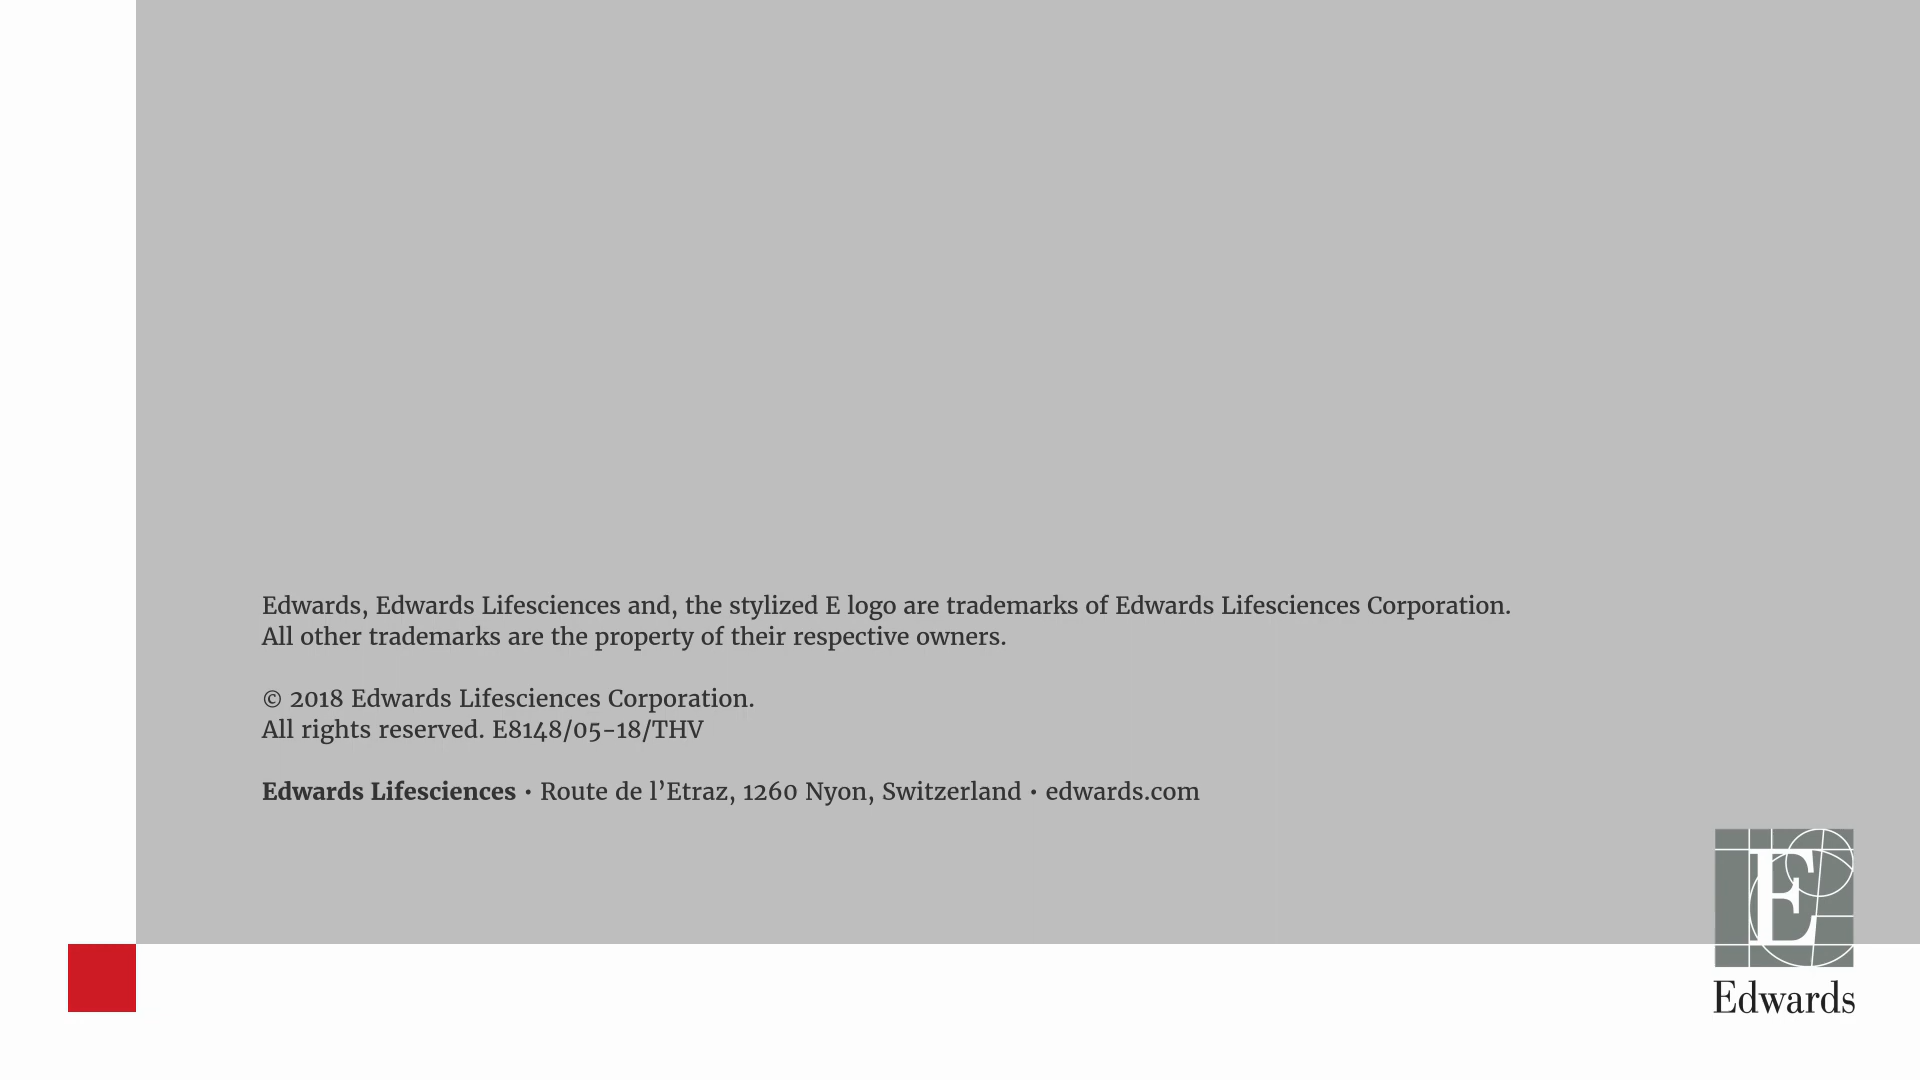 Edwards, Edwards Lifesciences and, the stylized E logo are trademarks of Edwards Lifesciences Corporation.
All other trademarks are the property of their respective owners.
© 2018 Edwards Lifesciences Corporation.
All rights reserved. E8148/05-18/THV
Edwards Lifesciences • Route de l’Etraz, 1260 Nyon, Switzerland • edwards.com
E
Edwards